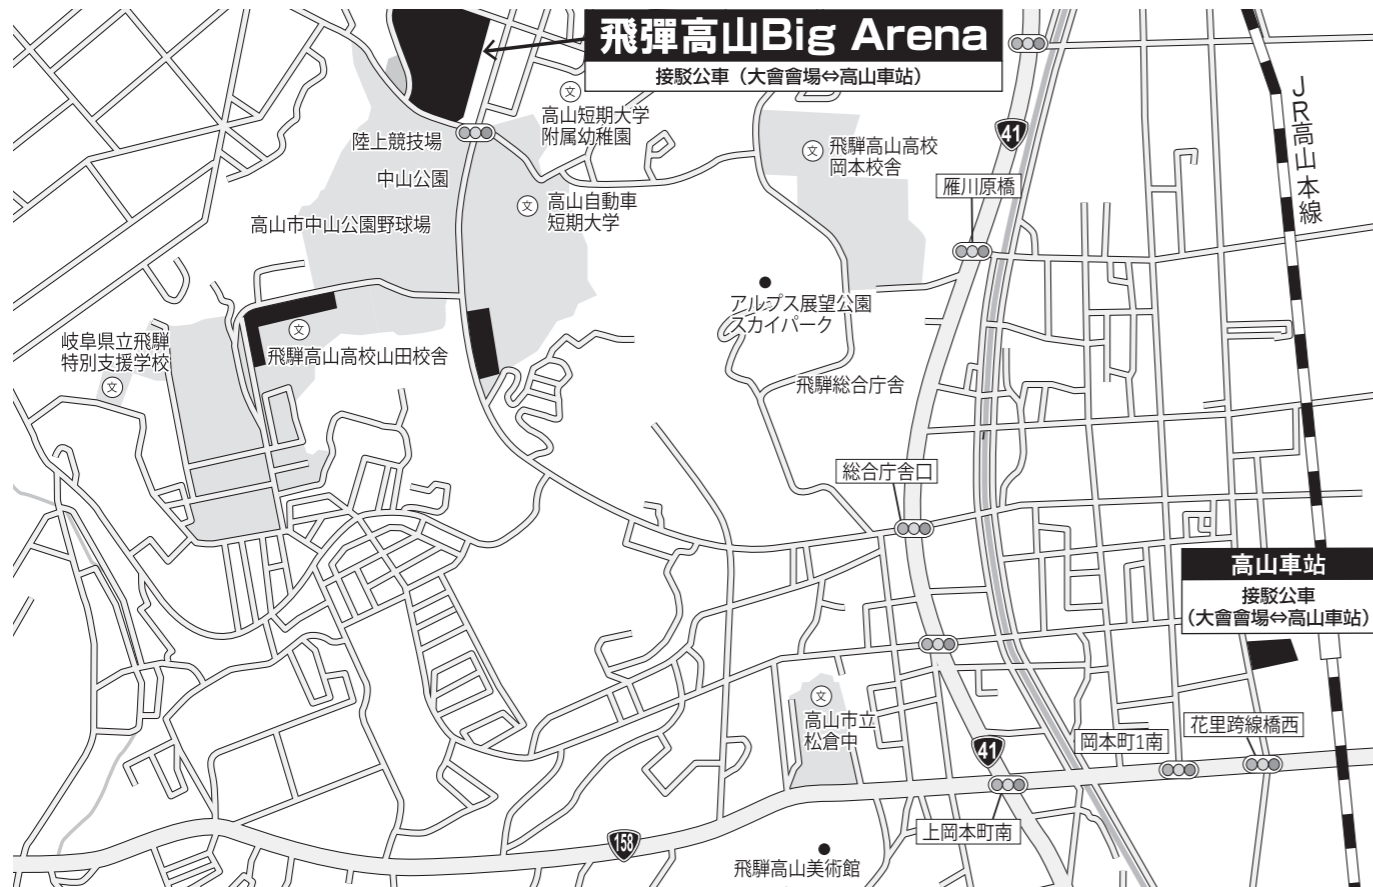 飛彈高山Big Arena
接駁公車（大會會場⇔高山車站）
文
高山短期大学
附属幼稚園
陸上競技場
中山公園
文
高山自動車
短期大学
高山市中山公園野球場
文
飛騨高山高校
岡本校舎
41
雁川原橋
JR高山本線
アルプス展望公園
スカイパーク
岐阜県立飛騨
特別支援学校
文
文
飛騨高山高校山田校舎
飛騨総合庁舎
総合庁舎口
高山車站
接駁公車
（大會會場⇔高山車站）
文
高山市立
松倉中
41
岡本町1南
花里跨線橋西
上岡本町南
158
飛騨高山美術館